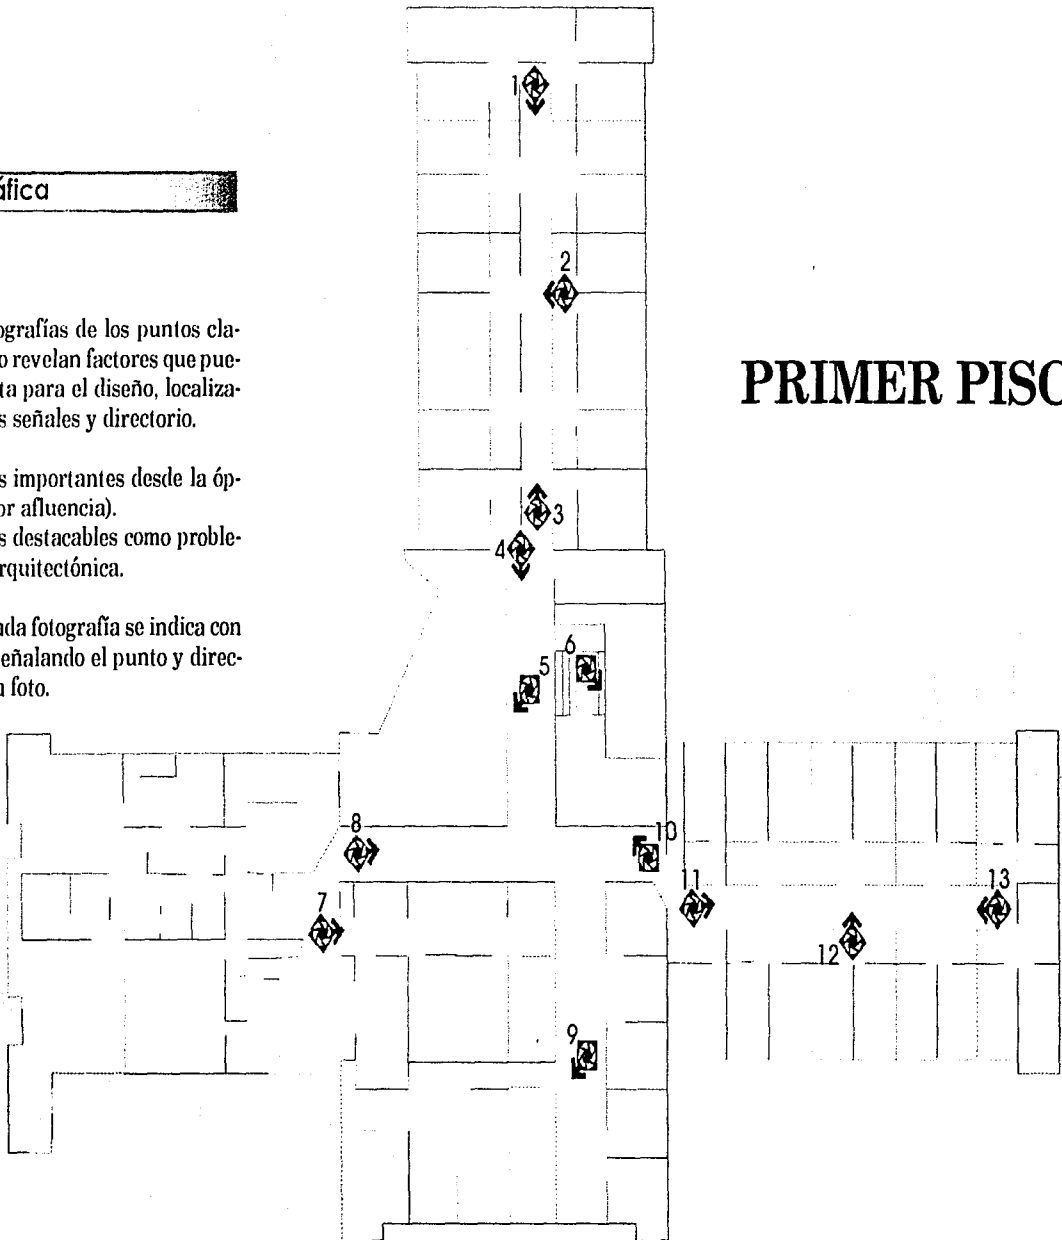 áfica
ografías de los puntos cla-
o revelan factores que pue-
ta para el diseño, localiza-
s señales y directorio.
s importantes desde la óp-
or afluencia).
s destacables como proble-
rquitectónica.
ada fotografía se indica con
eñalando el punto y direc-
a foto.
PRIMER PISO
1
2
3
4
5
6
7
8
9
10
11
12
13